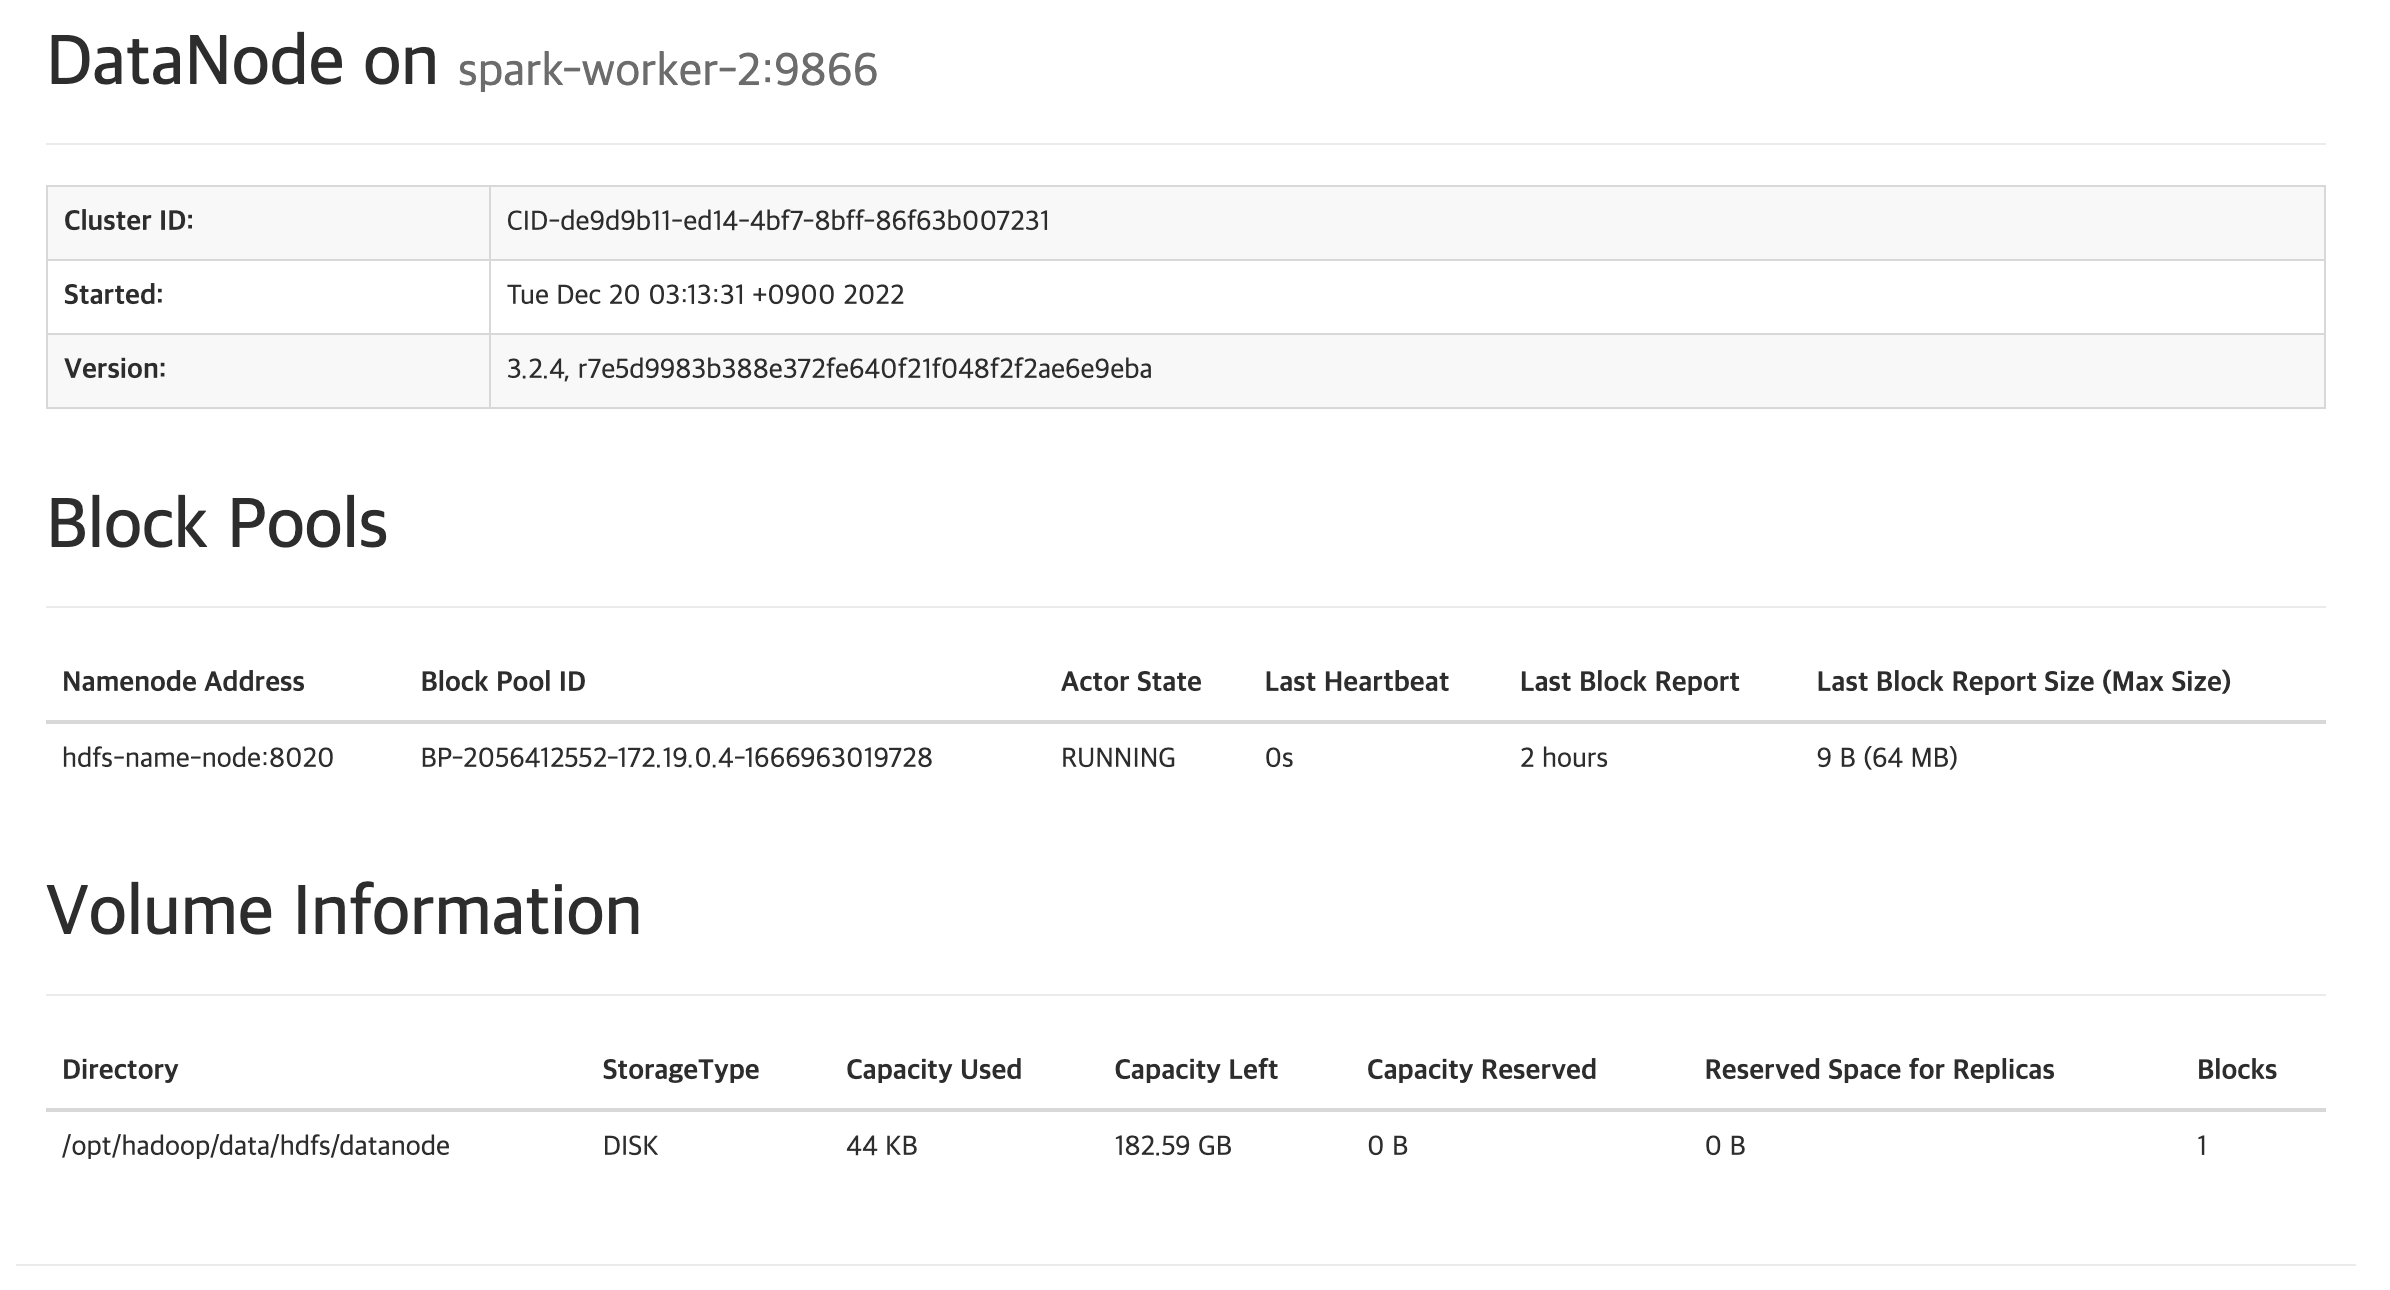 DataNode on spark-worker-2:9866
Cluster ID: CID-de9d9b11-ed14-4bf7-8bff-86f63b007231
Started: Tue Dec 20 03:13:31 +0900 2022
Version: 3.2.4, r7e5d9983b388e372fe640f21f048f2f2ae6e9eba
Block Pools
Namenode Address Block Pool ID Actor State Last Heartbeat Last Block Report Last Block Report Size (Max Size)
hdfs-name-node:8020 BP-2056412552-172.19.0.4-1666963019728 RUNNING 0s 2 hours 9 B (64 MB)
Volume Information
Directory StorageType Capacity Used Capacity Left Capacity Reserved Reserved Space for Replicas Blocks
/opt/hadoop/data/hdfs/datanode DISK 44 KB 182.59 GB 0 B 0 B 1